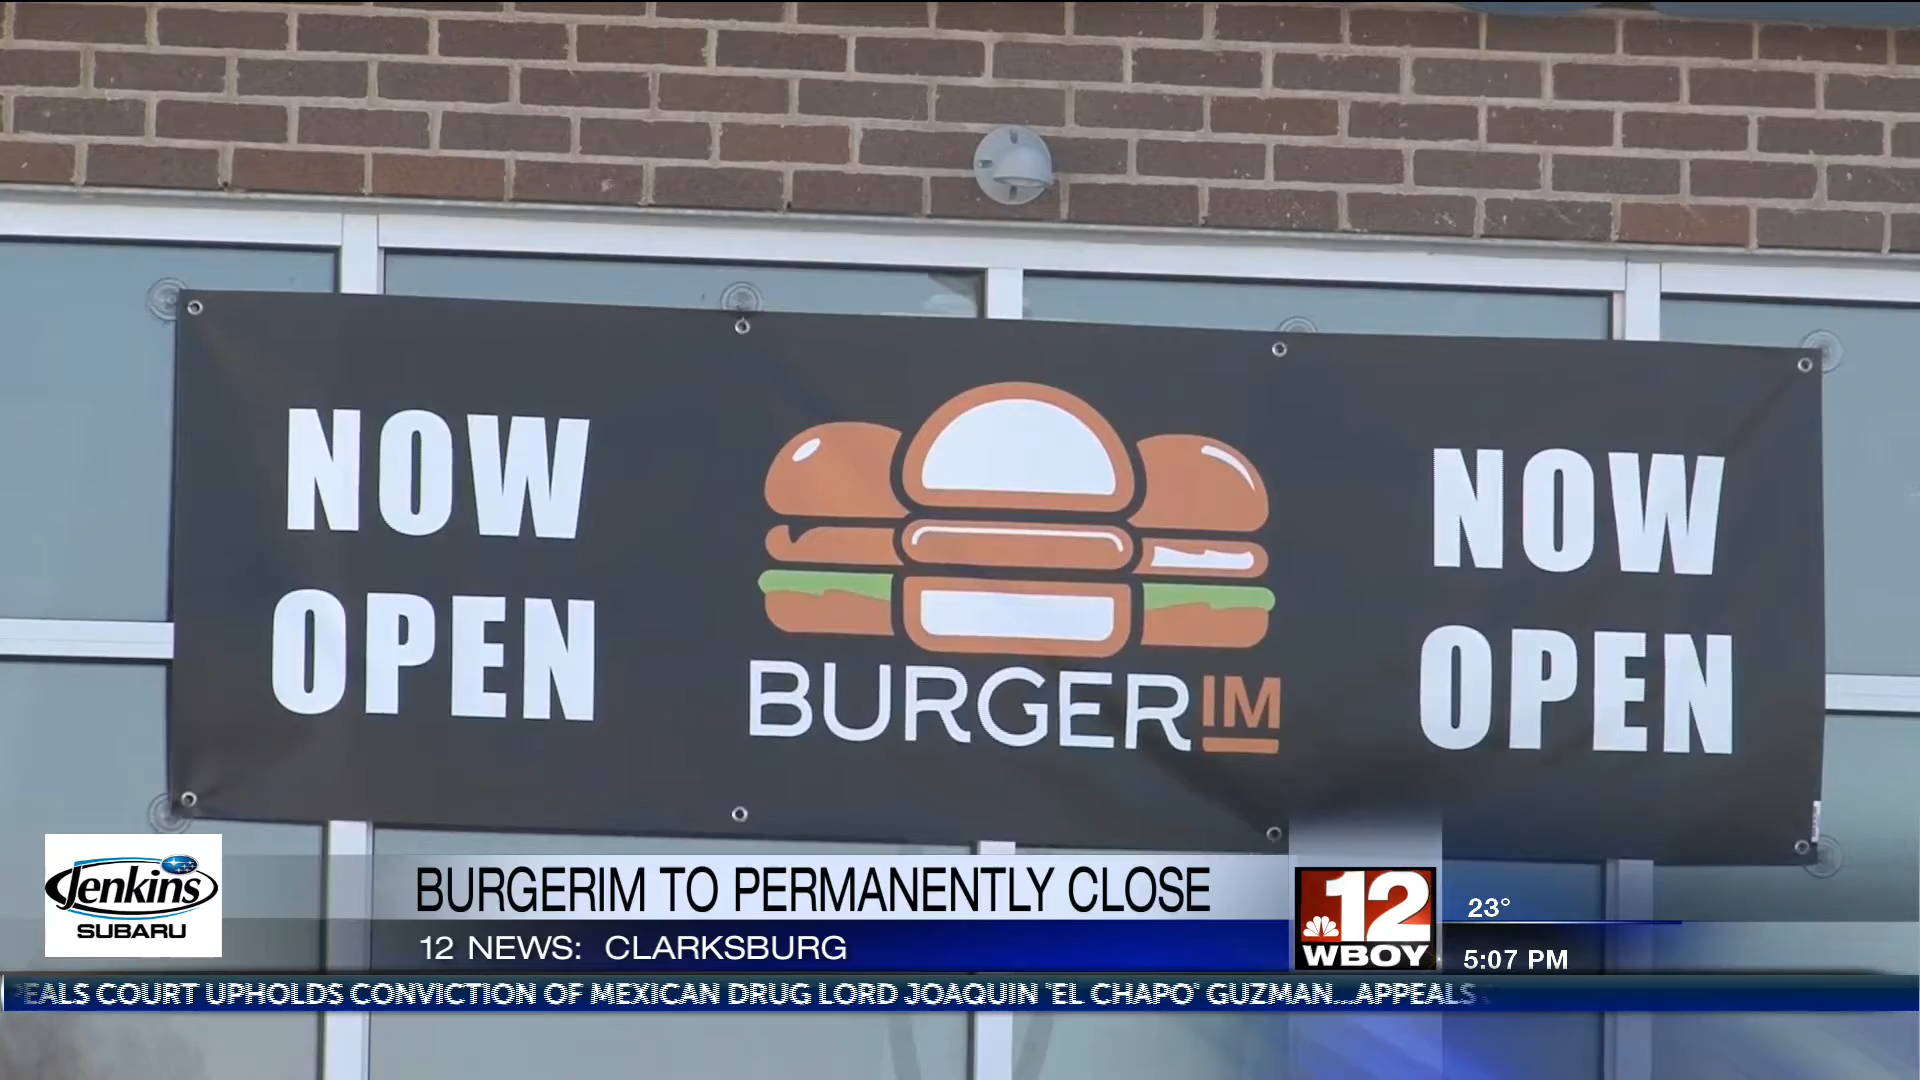 NOW
OPEN
BURGERIM
NOW
OPEN
Jenkins
SUBARU
BURGERIM TO PERMANENTLY CLOSE
12 NEWS: CLARKSBURG
12
WBOY
23°
5:07 PM
EALS COURT UPHOLDS CONVICTION OF MEXICAN DRUG LORD JOAQUIN 'EL CHAPO' GUZMAN...APPEALS